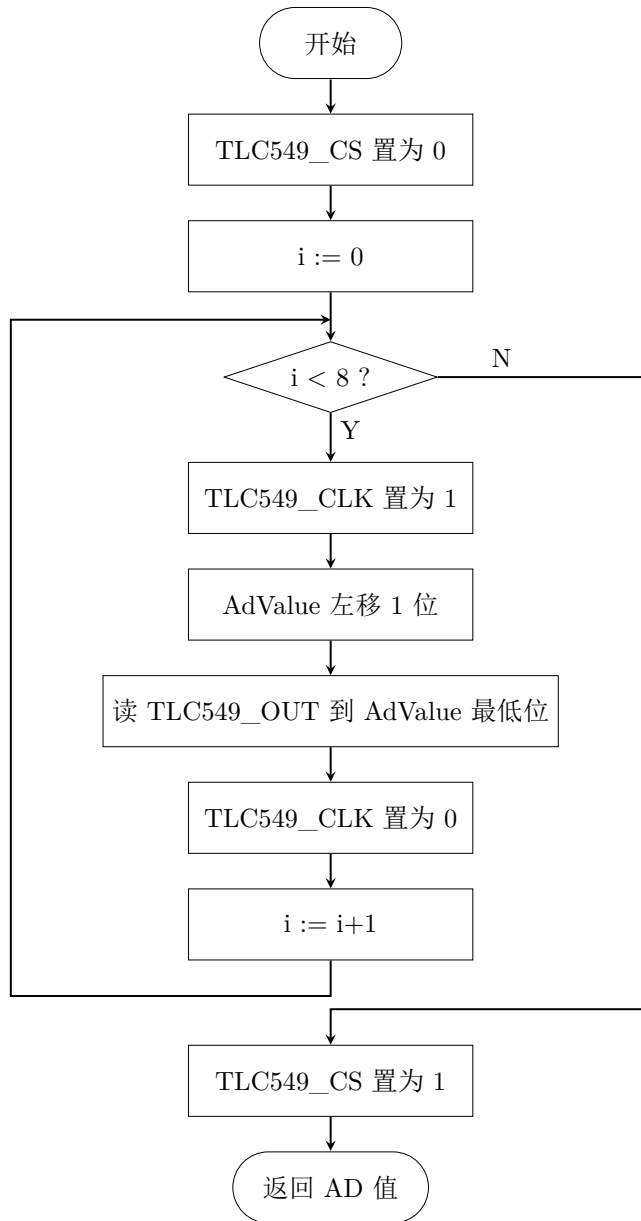 开始
TLC549_CS 置为 0
i := 0
i < 8 ?
N
Y
TLC549_CLK 置为 1
AdValue 左移 1 位
读 TLC549_OUT 到 AdValue 最低位
TLC549_CLK 置为 0
i := i+1
TLC549_CS 置为 1
返回 AD 值